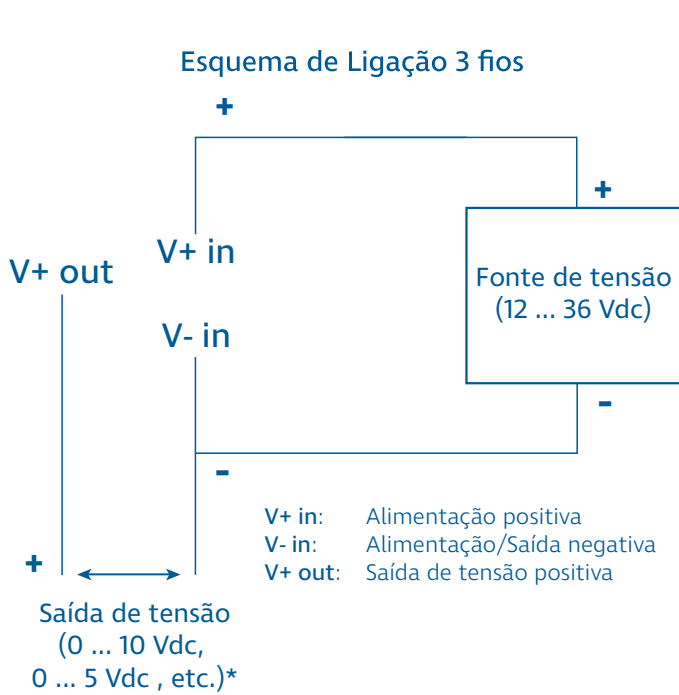 Esquema de Ligação 3 fios
+
+
V+ in
V+ out
Fonte de tensão
(12 ... 36 Vdc)
V- in
-
-
V+ in: Alimentação positiva
V- in: Alimentação/Saída negativa
V+ out: Saída de tensão positiva
+
Saída de tensão
(0 ... 10 Vdc,
0 ... 5 Vdc , etc.)*